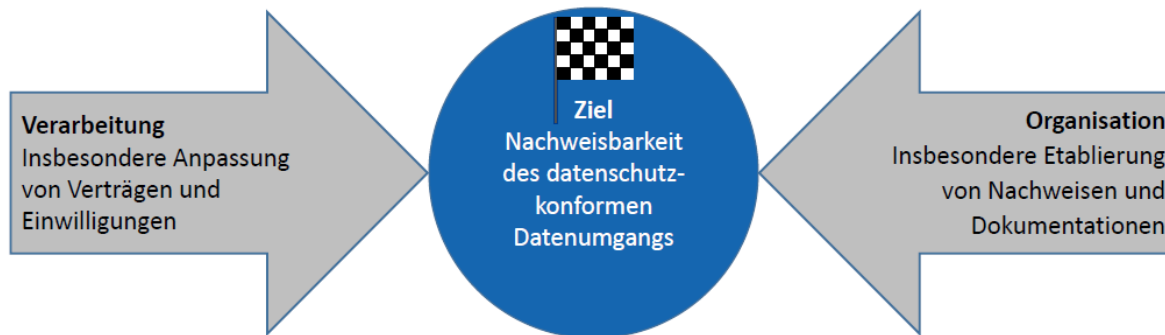 Verarbeitung
Insbesondere Anpassung
von Verträgen und
Einwilligungen
Ziel
Nachweisbarkeit
des datenschutz-
konformen
Datenumgangs
Organisation
Insbesondere Etablierung
von Nachweisen und
Dokumentationen